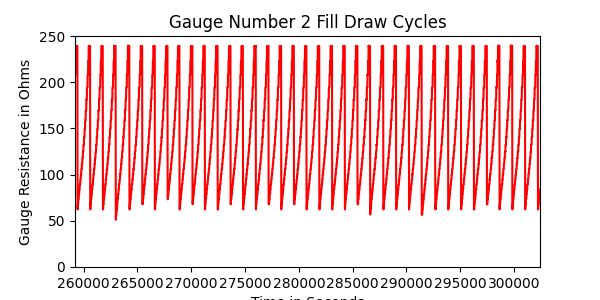 Gauge Number 2 Fill Draw Cycles
250
200
150
100
50
0
Gauge Resistance in Ohms
260000 265000 270000 275000 280000 285000 290000 295000 300000
Time in Seconds